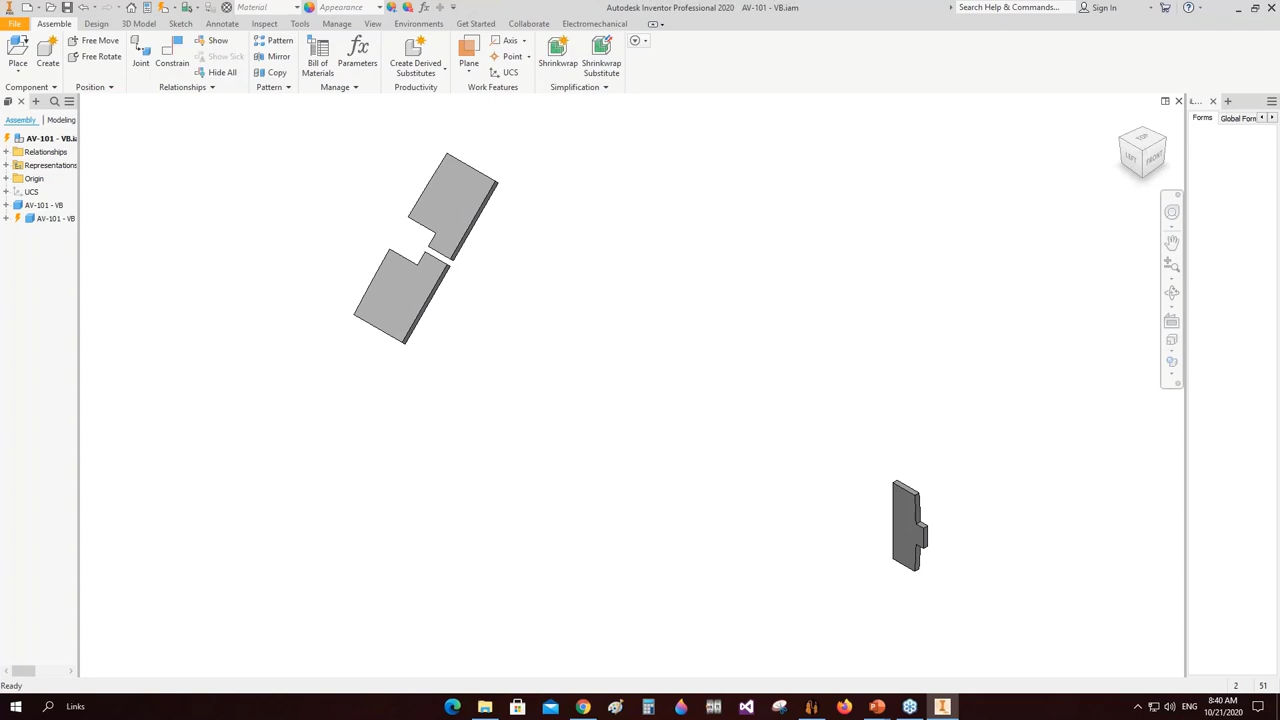 Material
Appearance
Autodesk Inventor Professional 2020 AV-101 - VB.iam
Search Help & Commands...
Sign In
File
Assemble
Design
3D Model
Sketch
Annotate
Inspect
Tools
Manage
View
Environments
Get Started
Collaborate
Electromechanical
Place
Create
Free Move
Free Rotate
Joint
Constrain
Show
Show Sick
Hide All
Pattern
Mirror
Copy
Bill of Materials
fx
Parameters
Create Derived Substitutes
Plane
Axis
Point
UCS
Shrinkwrap
Shrinkwrap Substitute
Component
Position
Relationships
Pattern
Manage
Productivity
Work Features
Simplification
Assembly
Modeling
AV-101 - VB.ia
Relationships
Representations
Origin
UCS
AV-101 - VB
AV-101 - VB
TOP
LEFT
FRONT
I...
Forms
Global Forn
Ready
2
51
Links
ENG
8:40 AM
10/21/2020